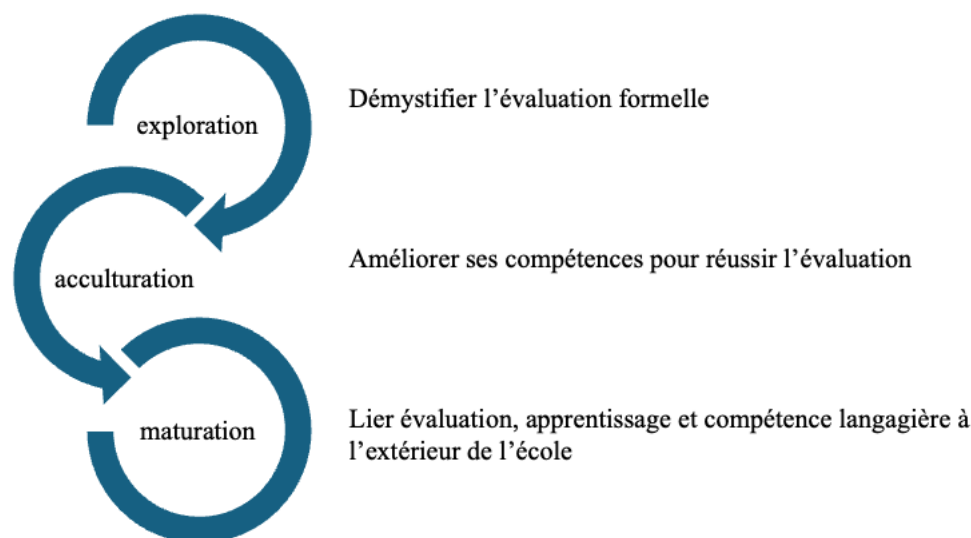 Démystifier l’évaluation formelle
exploration
Améliorer ses compétences pour réussir l’évaluation
acculturation
Lier évaluation, apprentissage et compétence langagière à
l’extérieur de l’école
maturation